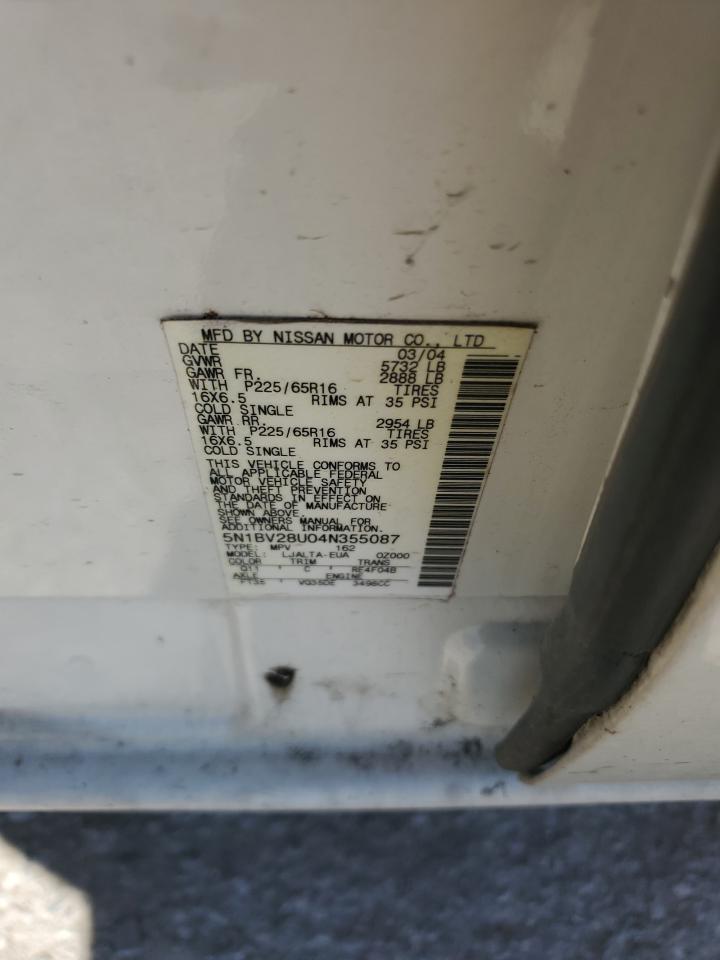 MFD BY NISSAN MOTOR CO., LTD
DATE 03/04
GVWR 5732 LB
GAWR FR. 2888 LB
WITH P225/65R16 TIRES
16X6.5 RIMS AT 35 PSI
COLD SINGLE
GAWR RR. 2954 LB
WITH P225/65R16 TIRES
16X6.5 RIMS AT 35 PSI
COLD SINGLE
THIS VEHICLE CONFORMS TO
ALL APPLICABLE FEDERAL
MOTOR VEHICLE SAFETY
AND THEFT PREVENTION
STANDARDS IN EFFECT ON
THE DATE OF MANUFACTURE
SHOWN ABOVE.
SEE OWNERS MANUAL FOR
ADDITIONAL INFORMATION.
5N1BV28U04N355087
TYPE: MPV 162
MODEL: LJALTA-EUA 0Z000
COLOR TRIM TRANS
Q11 C RE4F04B
AXLE ENGINE
VQ35DE 3498CC